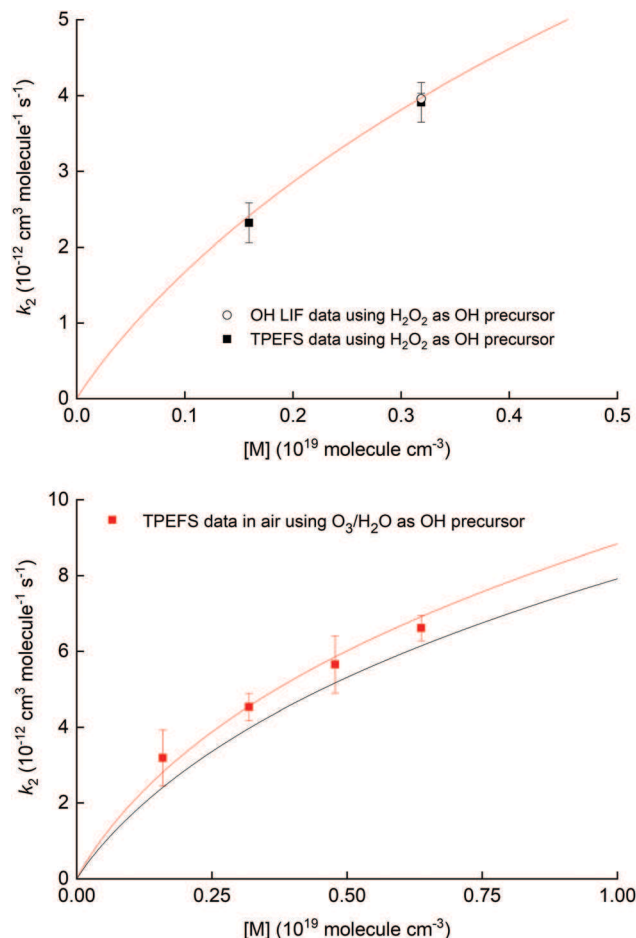 5
4
3
2
1
0
k₂ (10⁻¹² cm³ molecule⁻¹ s⁻¹)
OH LIF data using H₂O₂ as OH precursor
TPEFS data using H₂O₂ as OH precursor
0.0 0.1 0.2 0.3 0.4 0.5
[M] (10¹⁹ molecule cm⁻³)
10
8
6
4
2
0
k₂ (10⁻¹² cm³ molecule⁻¹ s⁻¹)
TPEFS data in air using O₃/H₂O as OH precursor
0.00 0.25 0.50 0.75 1.00
[M] (10¹⁹ molecule cm⁻³)